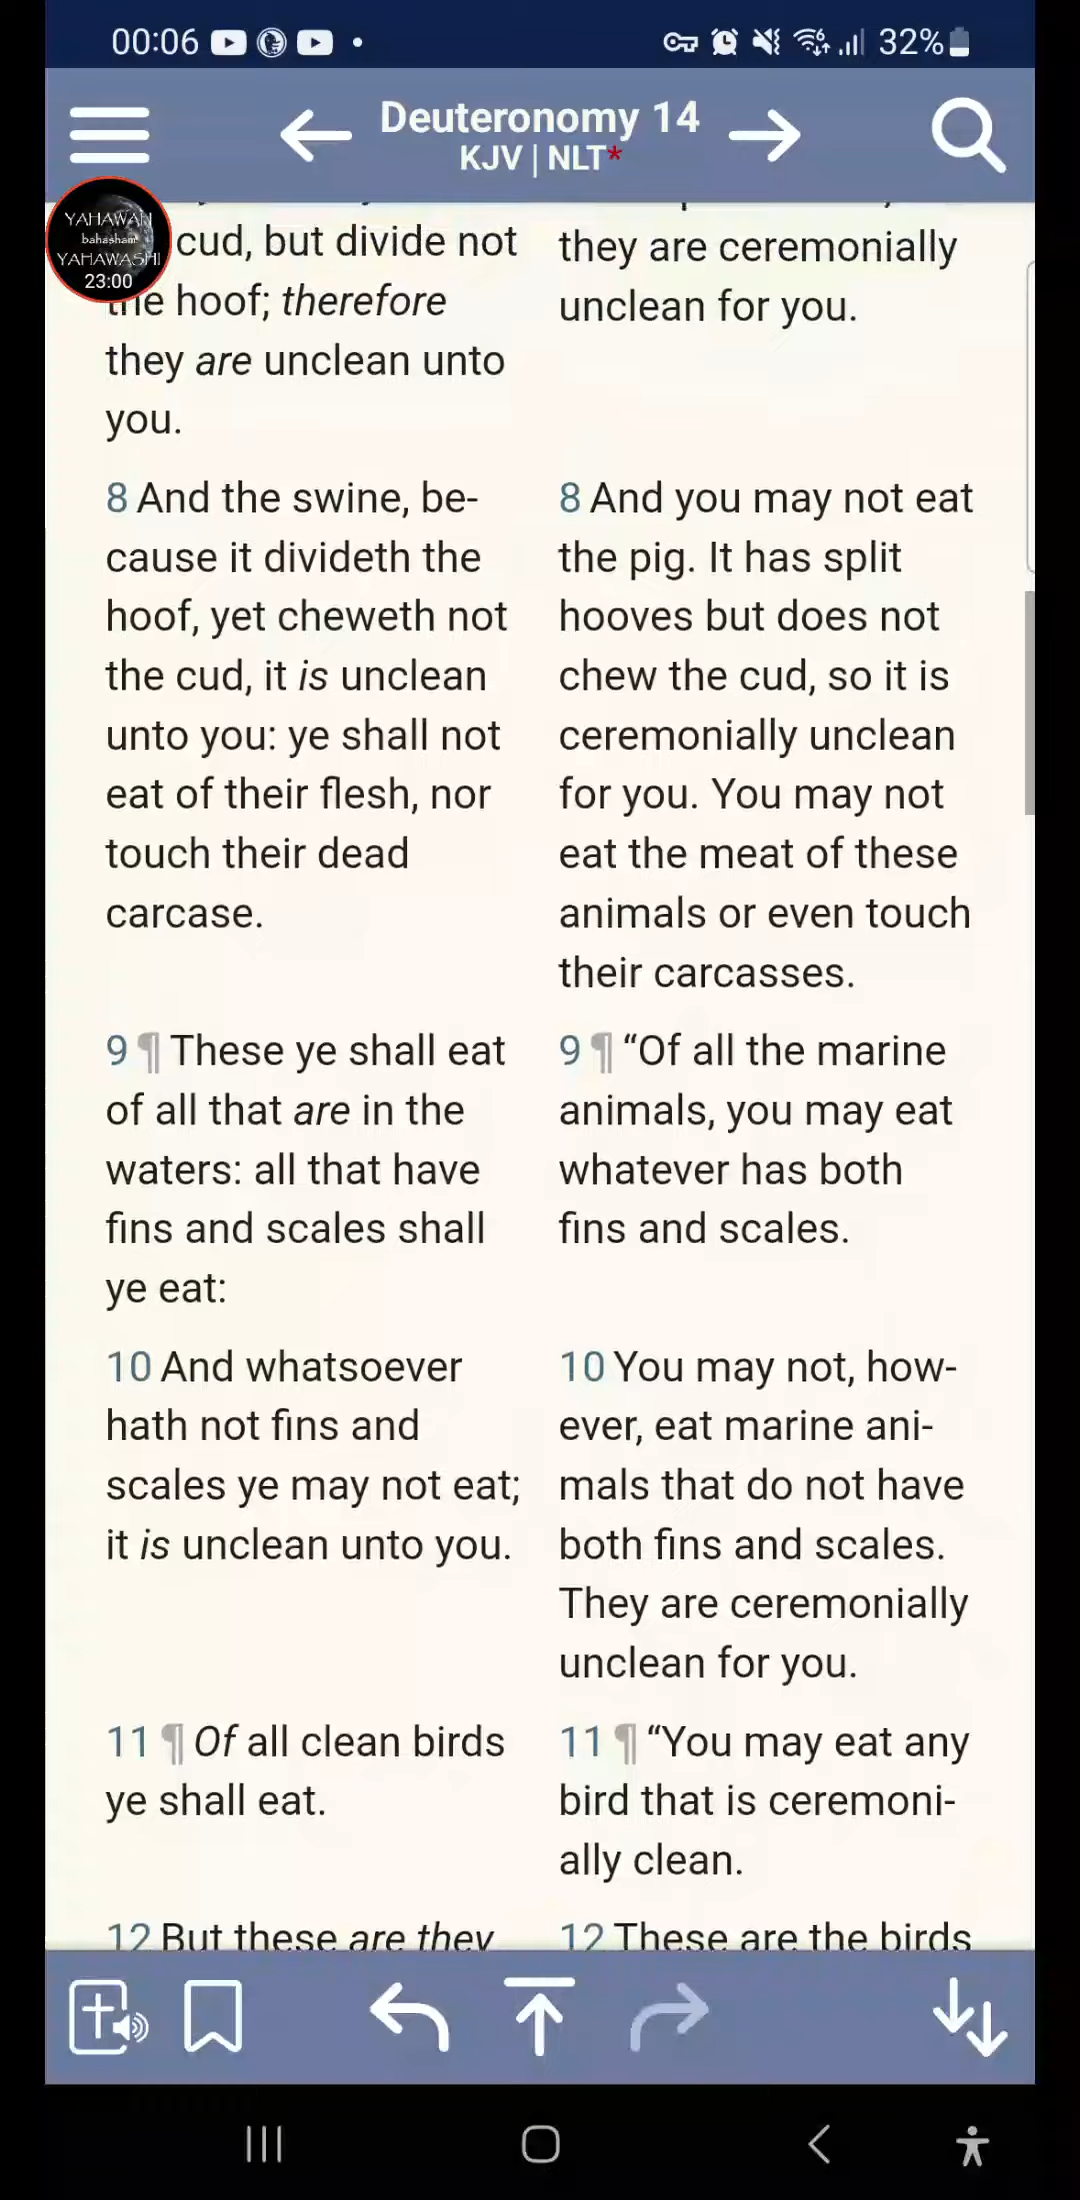 00:06
32%
Deuteronomy 14
KJV | NLT*
YAHAWAH
bahasham
YAHAWASHI
23:00
cud, but divide not
the hoof; therefore
they are unclean unto
you.
8 And the swine, be-
cause it divideth the
hoof, yet cheweth not
the cud, it is unclean
unto you: ye shall not
eat of their flesh, nor
touch their dead
carcase.
9 ¶ These ye shall eat
of all that are in the
waters: all that have
fins and scales shall
ye eat:
10 And whatsoever
hath not fins and
scales ye may not eat;
it is unclean unto you.
11 ¶ Of all clean birds
ye shall eat.
12 But these are they
they are ceremonially
unclean for you.
8 And you may not eat
the pig. It has split
hooves but does not
chew the cud, so it is
ceremonially unclean
for you. You may not
eat the meat of these
animals or even touch
their carcasses.
9 ¶ “Of all the marine
animals, you may eat
whatever has both
fins and scales.
10 You may not, how-
ever, eat marine ani-
mals that do not have
both fins and scales.
They are ceremonially
unclean for you.
11 ¶ “You may eat any
bird that is ceremoni-
ally clean.
12 These are the birds